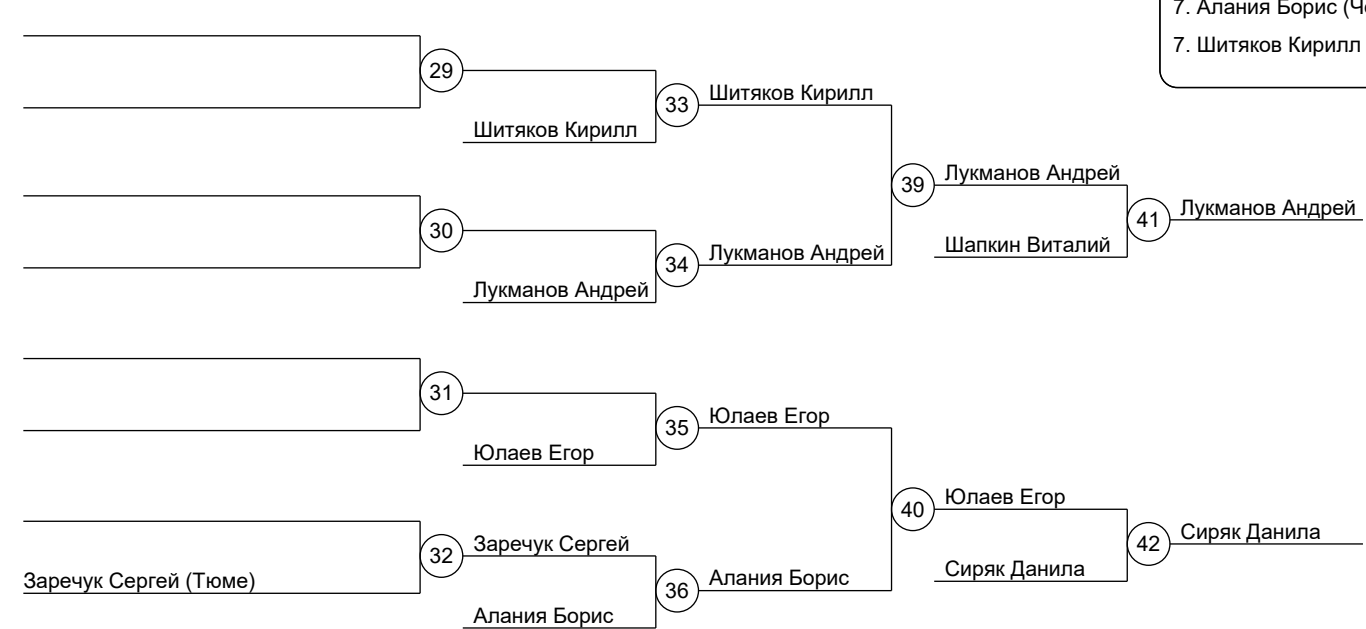 7. Алания Борис
7. Шитяков Кирилл
29
Шитяков Кирилл
33
Шитяков Кирилл
39
Лукманов Андрей
41
Лукманов Андрей
Шапкин Виталий
30
34
Лукманов Андрей
Лукманов Андрей
31
35
Юлаев Егор
Юлаев Егор
40
Юлаев Егор
42
Сиряк Данила
Сиряк Данила
32
Заречук Сергей
Заречук Сергей (Тюме)
36
Алания Борис
Алания Борис